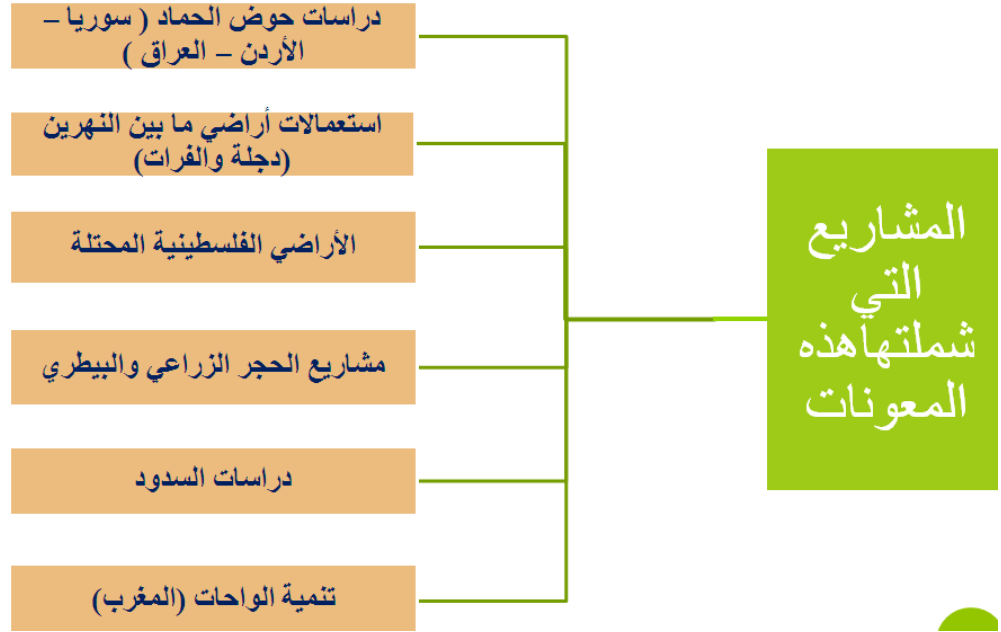 المشاريع
التي
شملتهاهذه
المعونات
دراسات حوض الحماد ( سوريا –
الأردن – العراق )
استعمالات أراضي ما بين النهرين
(دجلة والفرات)
الأراضي الفلسطينية المحتلة
مشاريع الحجر الزراعي والبيطري
دراسات السدود
تنمية الواحات (المغرب)